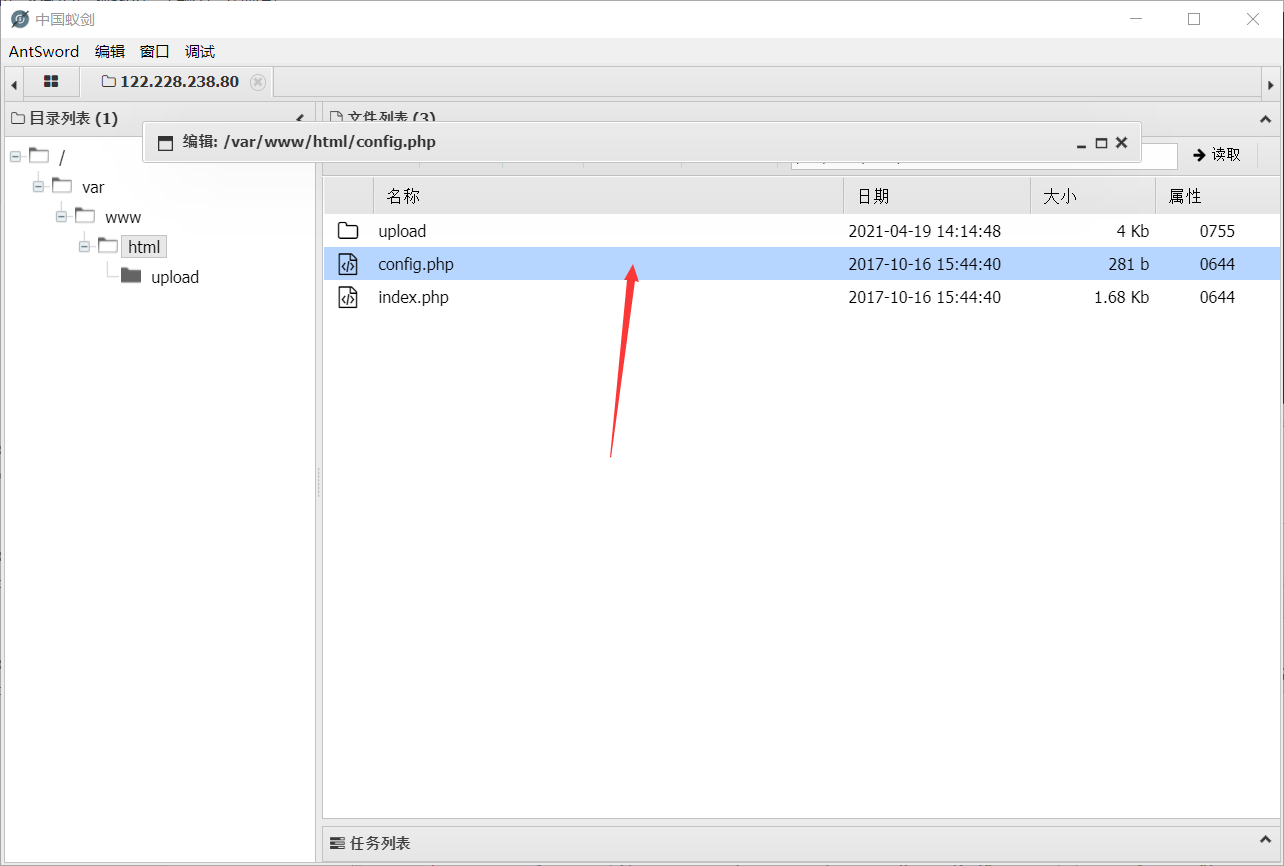 中国蚁剑
AntSword 编辑 窗口 调试
122.228.238.80
目录列表 (1)
文件列表 (3)
编辑: /var/www/html/config.php
读取
/
var
www
html
upload
名称 日期 大小 属性
upload 2021-04-19 14:14:48 4 Kb 0755
config.php 2017-10-16 15:44:40 281 b 0644
index.php 2017-10-16 15:44:40 1.68 Kb 0644
任务列表